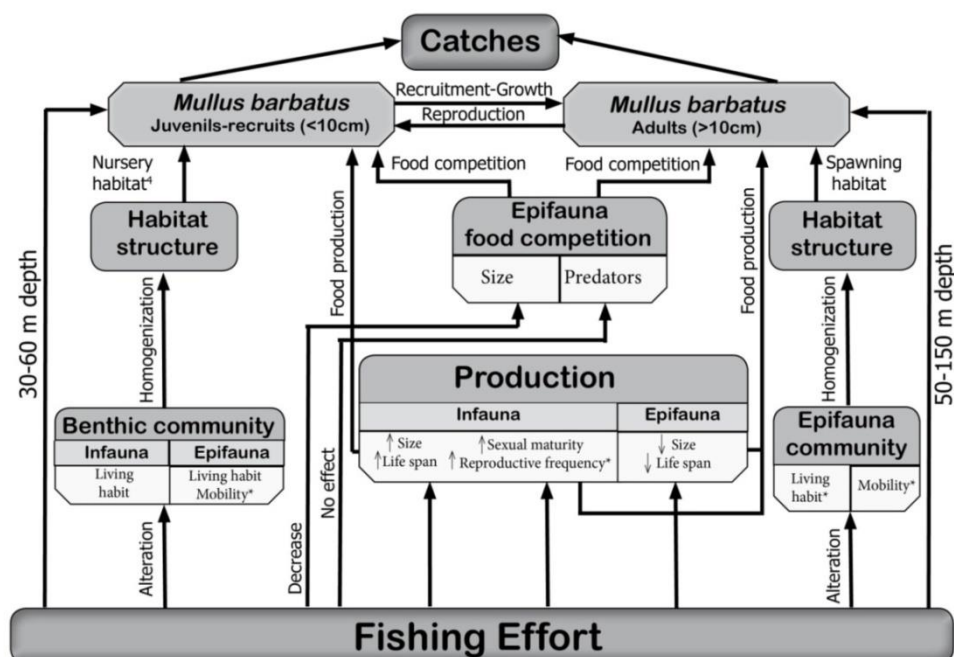 Catches
Mullus barbatus
Juvenils-recruits (<10cm)
Recruitment-Growth
Reproduction
Mullus barbatus
Adults (>10cm)
Nursery
habitat⁴
Food competition
Food competition
Spawning
habitat
Habitat
structure
Epifauna
food competition
Size
Predators
Habitat
structure
30-60 m depth
Homogenization
Food production
Food production
Homogenization
50-150 m depth
Production
Infauna
Epifauna
↑ Size
↑ Life span
↑ Sexual maturity
↑ Reproductive frequency*
↓ Size
↓ Life span
Benthic community
Infauna
Epifauna
Living
habit
Living habit
Mobility*
Epifauna
community
Living
habit*
Mobility*
Alteration
Decrease
No effect
Alteration
Fishing Effort